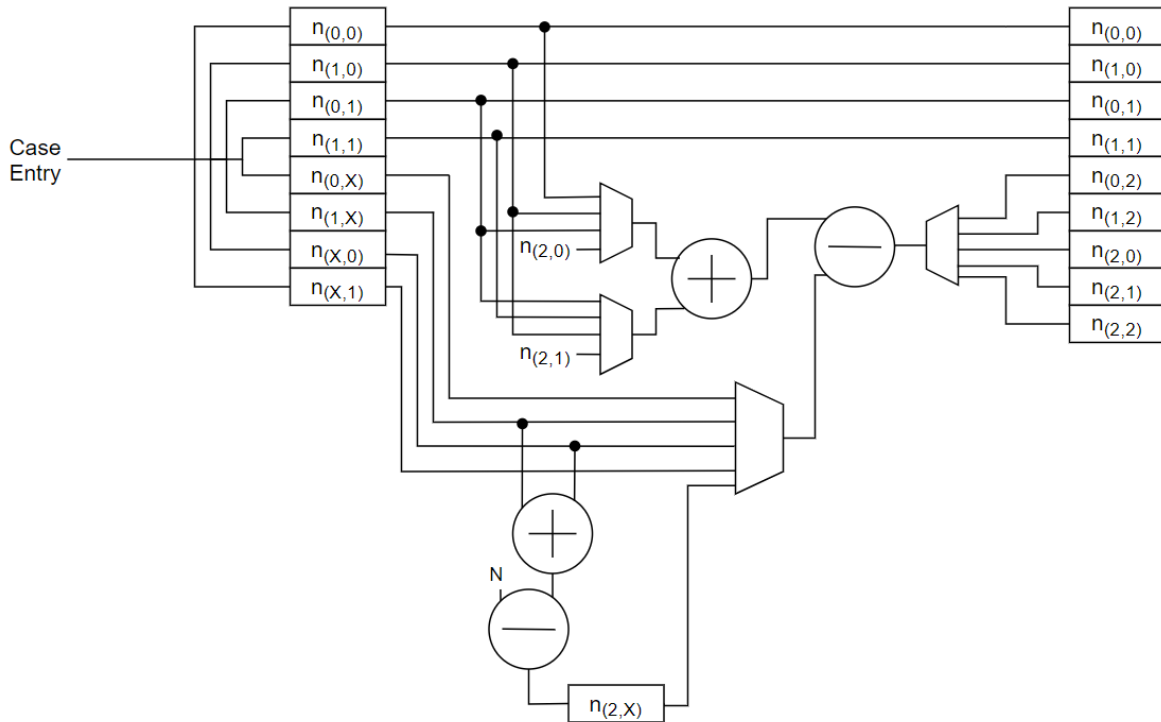 n(0,0)
n(1,0)
n(0,1)
n(1,1)
n(0,X)
n(1,X)
n(X,0)
n(X,1)
Case
Entry
n(2,0)
n(2,1)
N
n(2,X)
n(0,0)
n(1,0)
n(0,1)
n(1,1)
n(0,2)
n(1,2)
n(2,0)
n(2,1)
n(2,2)